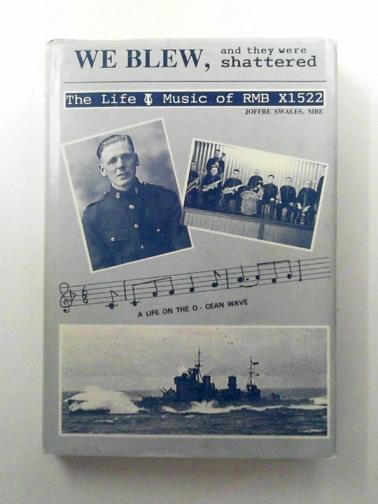 WE BLEW, and they were shattered
The Life & Music of RMB X1522
JOFFRE SWALES, MBE
A LIFE ON THE O - CEAN WAVE